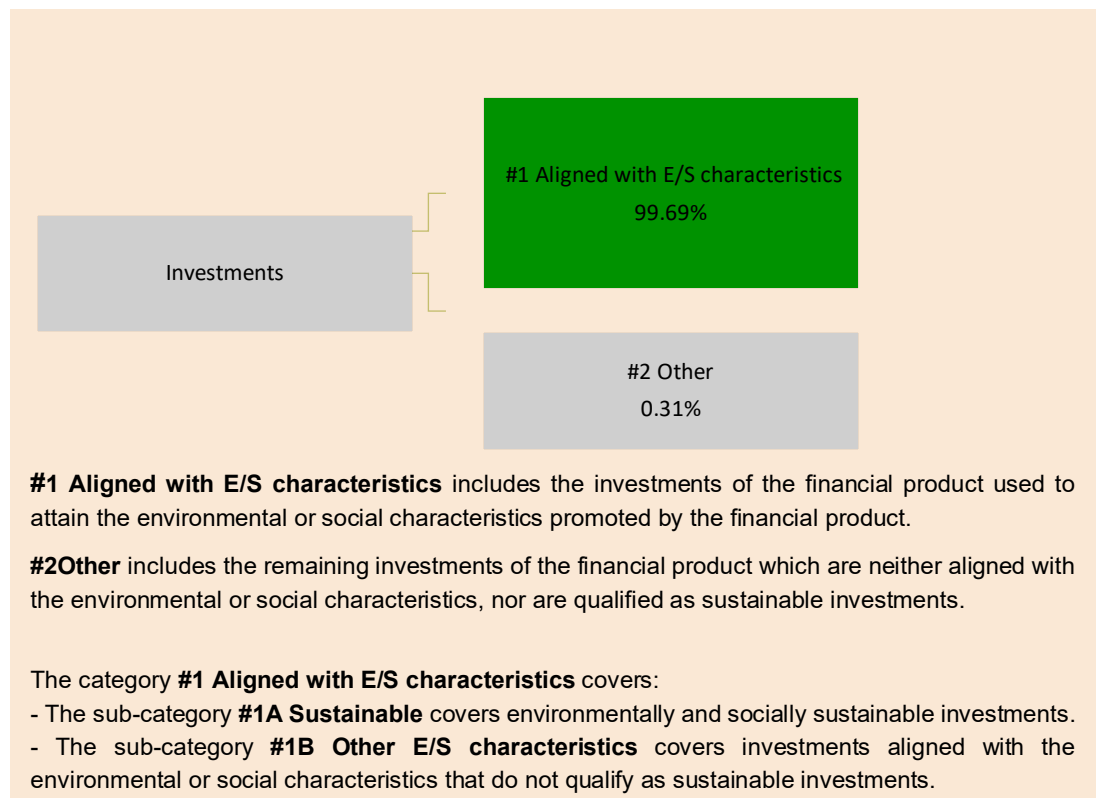 #1 Aligned with E/S characteristics
99.69%
Investments
#2 Other
0.31%
#1 Aligned with E/S characteristics includes the investments of the financial product used to
attain the environmental or social characteristics promoted by the financial product.
#2Other includes the remaining investments of the financial product which are neither aligned with
the environmental or social characteristics, nor are qualified as sustainable investments.
The category #1 Aligned with E/S characteristics covers:
- The sub-category #1A Sustainable covers environmentally and socially sustainable investments.
- The sub-category #1B Other E/S characteristics covers investments aligned with the
environmental or social characteristics that do not qualify as sustainable investments.